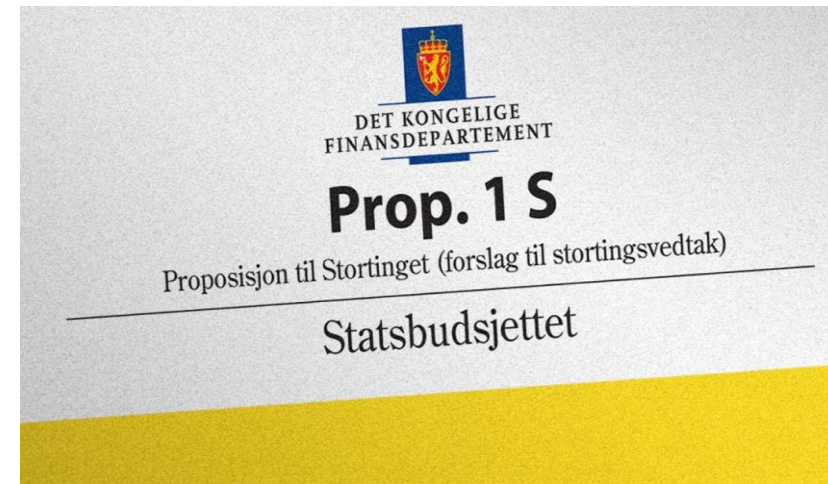 DET KONGELIGE
FINANSDEPARTEMENT
Prop. 1 S
Proposisjon til Stortinget (forslag til stortingsvedtak)
Statsbudsjettet